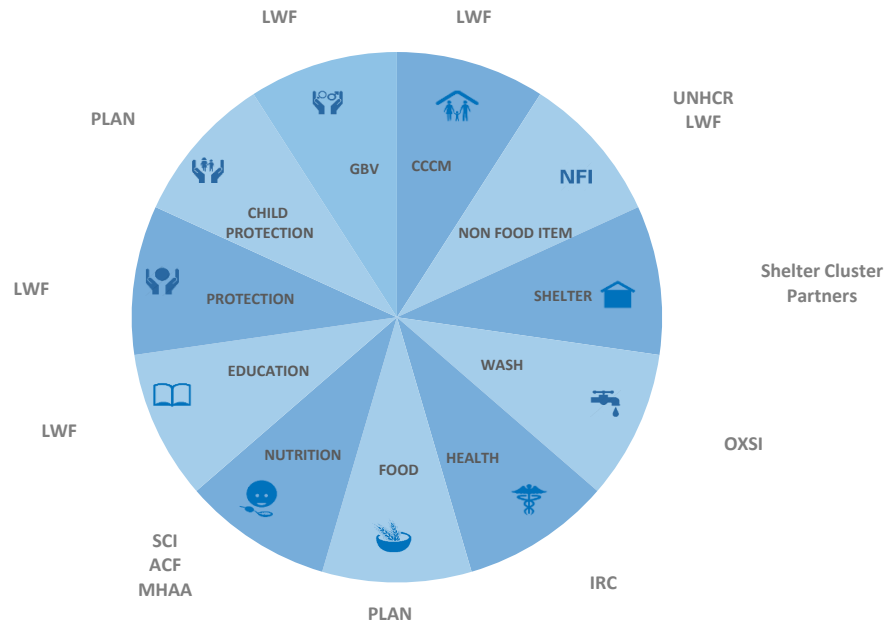 LWF
LWF
UNHCR
LWF
PLAN
GBV
CCCM
NFI
CHILD
PROTECTION
NON FOOD ITEM
Shelter Cluster
Partners
LWF
PROTECTION
SHELTER
EDUCATION
WASH
LWF
OXSI
NUTRITION
FOOD
HEALTH
SCI
ACF
MHAA
IRC
PLAN